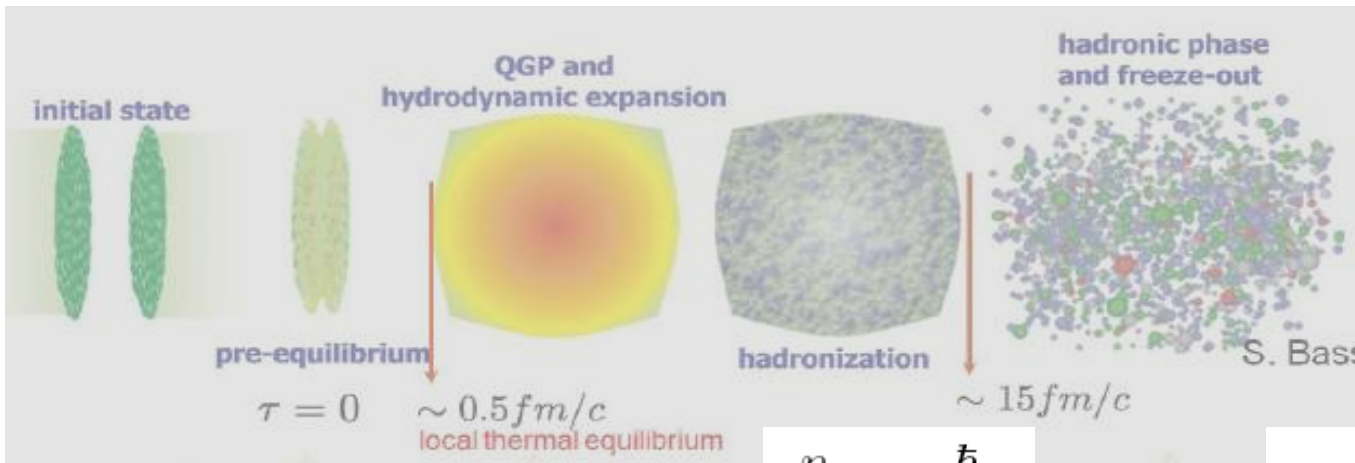 initial state
pre-equilibrium
QGP and
hydrodynamic expansion
hadronization
hadronic phase
and freeze-out
S. Bass
τ = 0
~ 0.5fm/c
~ 15fm/c
local thermal equilibrium
ħ